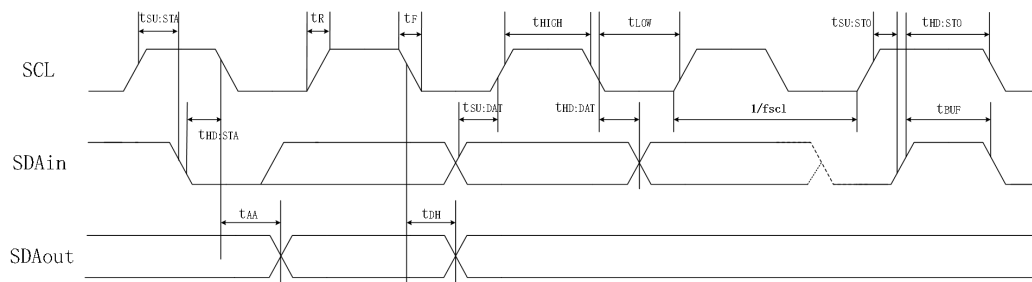 tSU:STA tR tF tHIGH tLOW tSU:STO tHD:STO
SCL
tHD:STA tSU:DAT tHD:DAT 1/fscl tBUF
SDAin
tAA tDH
SDAout